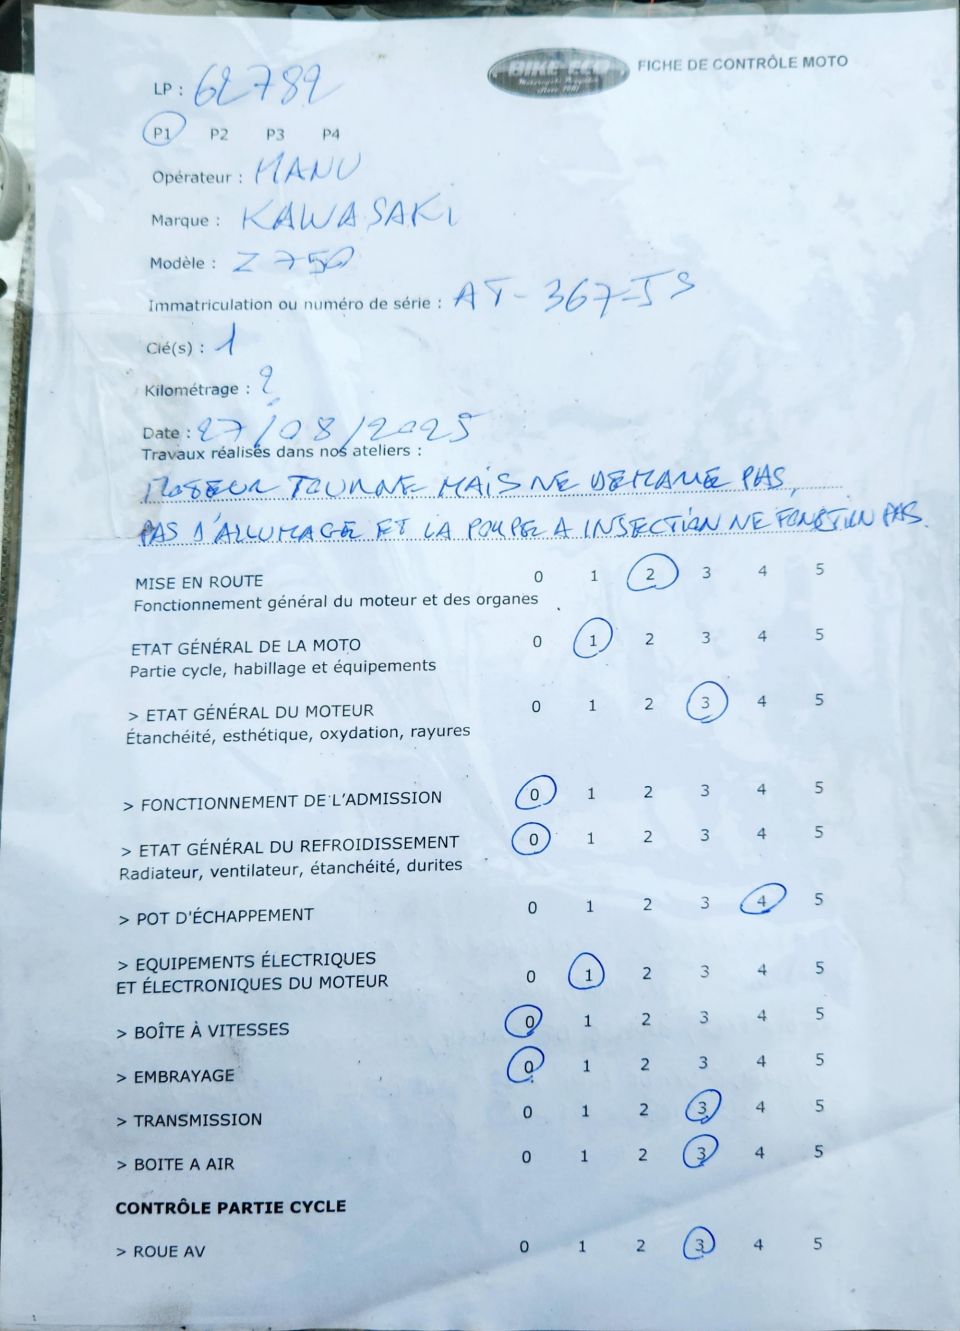 BIKE-ECO FICHE DE CONTRÔLE MOTO
LP : 62782
P1 P2 P3 P4
Opérateur : MANU
Marque : KAWASAKI
Modèle : Z 750
Immatriculation ou numéro de série : AT-367-JS
Clé(s) : 1
Kilométrage : ?
Date : 27/08/2025
Travaux réalisés dans nos ateliers :
MOTEUR TOURNE MAIS NE DEMARE PAS,
PAS D'ALLUMAGE ET LA POMPE A INJECTION NE FONCTION PAS.
MISE EN ROUTE 0 1 2 3 4 5
Fonctionnement général du moteur et des organes
ETAT GÉNÉRAL DE LA MOTO 0 1 2 3 4 5
Partie cycle, habillage et équipements
> ETAT GÉNÉRAL DU MOTEUR 0 1 2 3 4 5
Étanchéité, esthétique, oxydation, rayures
> FONCTIONNEMENT DE L'ADMISSION 0 1 2 3 4 5
> ETAT GÉNÉRAL DU REFROIDISSEMENT 0 1 2 3 4 5
Radiateur, ventilateur, étanchéité, durites
> POT D'ÉCHAPPEMENT 0 1 2 3 4 5
> EQUIPEMENTS ÉLECTRIQUES
ET ÉLECTRONIQUES DU MOTEUR 0 1 2 3 4 5
> BOÎTE À VITESSES 0 1 2 3 4 5
> EMBRAYAGE 0 1 2 3 4 5
> TRANSMISSION 0 1 2 3 4 5
> BOITE A AIR 0 1 2 3 4 5
CONTRÔLE PARTIE CYCLE
> ROUE AV 0 1 2 3 4 5